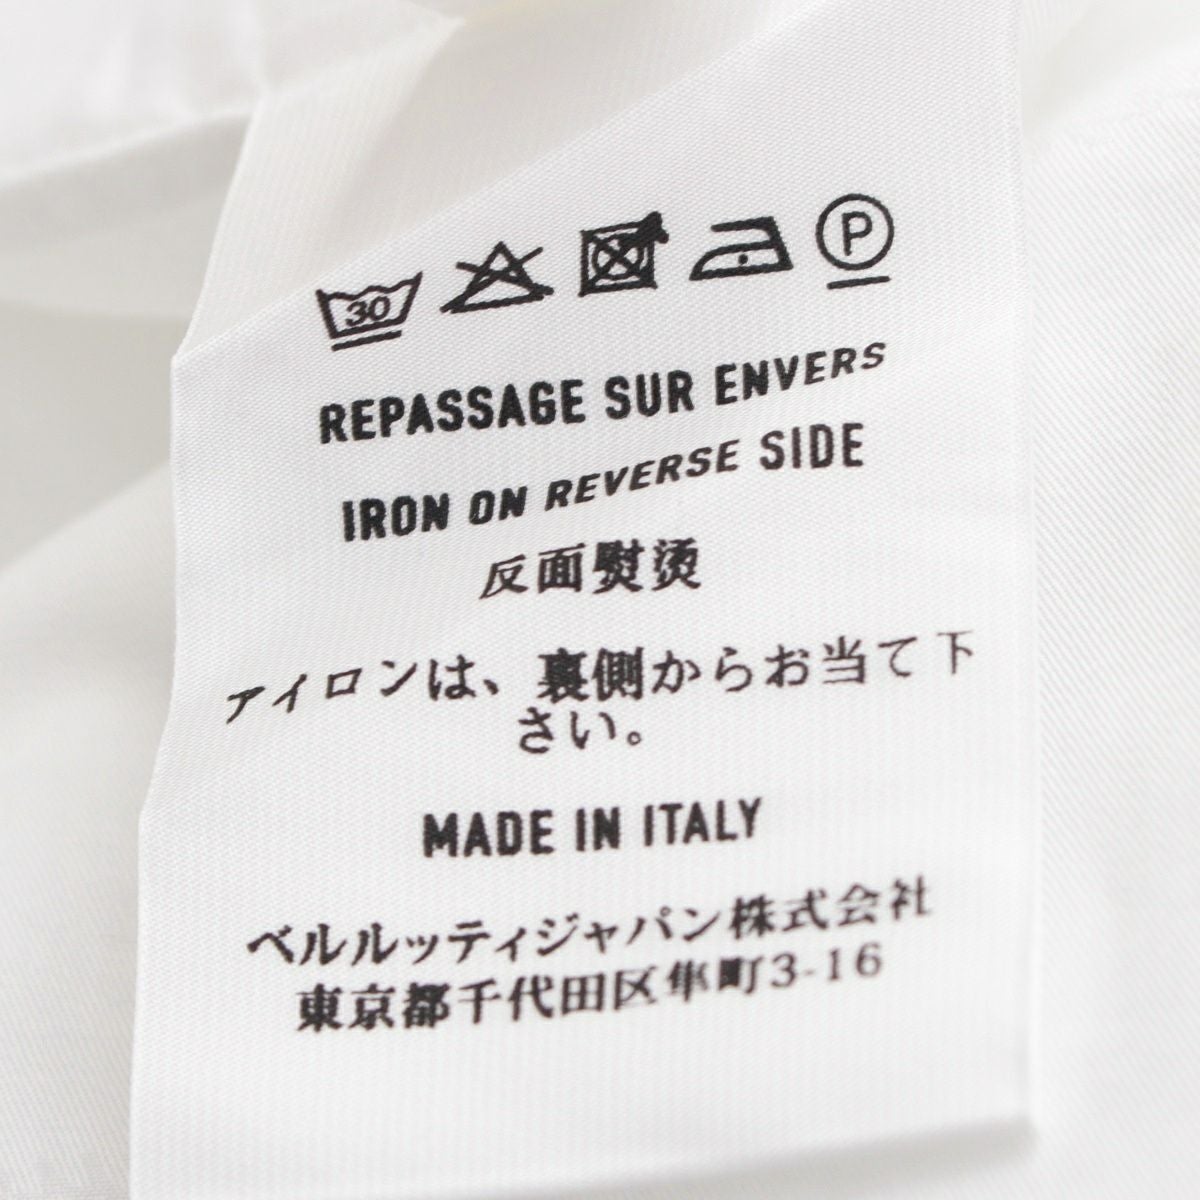 30 P
REPASSAGE SUR ENVERS
IRON ON REVERSE SIDE
反面熨烫
アイロンは、裏側からお当て下
さい。
MADE IN ITALY
ベルルッティジャパン株式会社
東京都千代田区隼町3-16